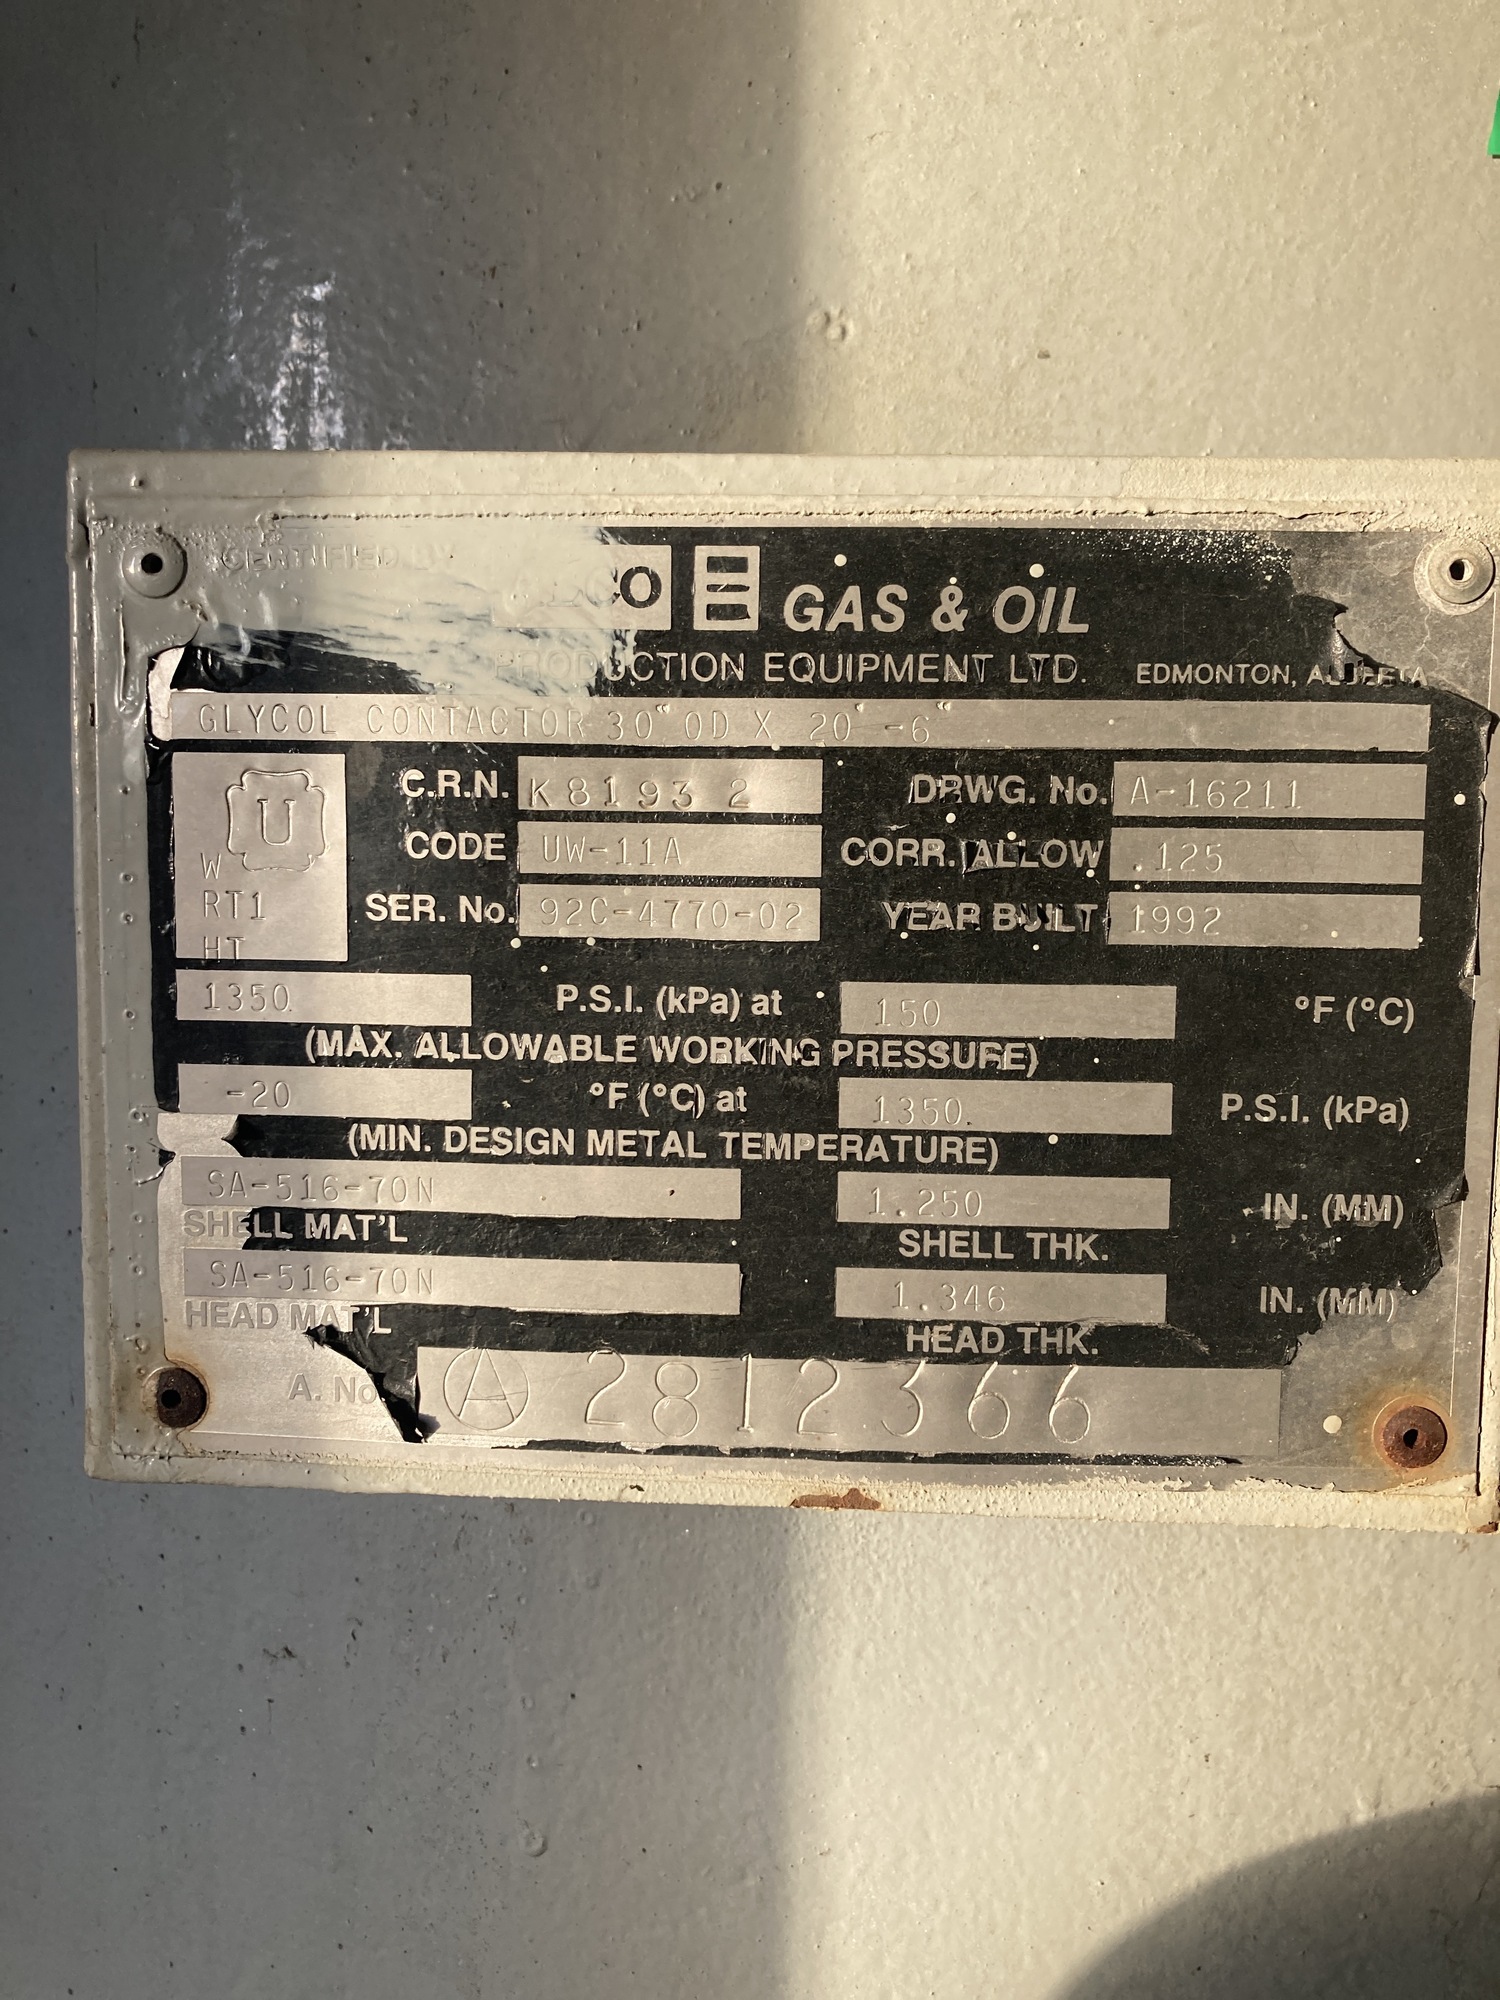 CERTIFIED BY
GAS & OIL
PRODUCTION EQUIPMENT LTD. EDMONTON, ALBERTA
GLYCOL CONTACTOR 30" OD X 20'-6"
U
W
RT1
HT
C.R.N. K8193 2 DRWG. No. A-16211
CODE UW-11A CORR. ALLOW .125
SER. No. 92C-4770-02 YEAR BUILT 1992
1350 P.S.I. (kPa) at 150 °F (°C)
(MAX. ALLOWABLE WORKING PRESSURE)
-20 °F (°C) at 1350 P.S.I. (kPa)
(MIN. DESIGN METAL TEMPERATURE)
SA-516-70N 1.250 IN. (MM)
SHELL MAT'L SHELL THK.
SA-516-70N 1.346 IN. (MM)
HEAD MAT'L HEAD THK.
A. No. A 2812366